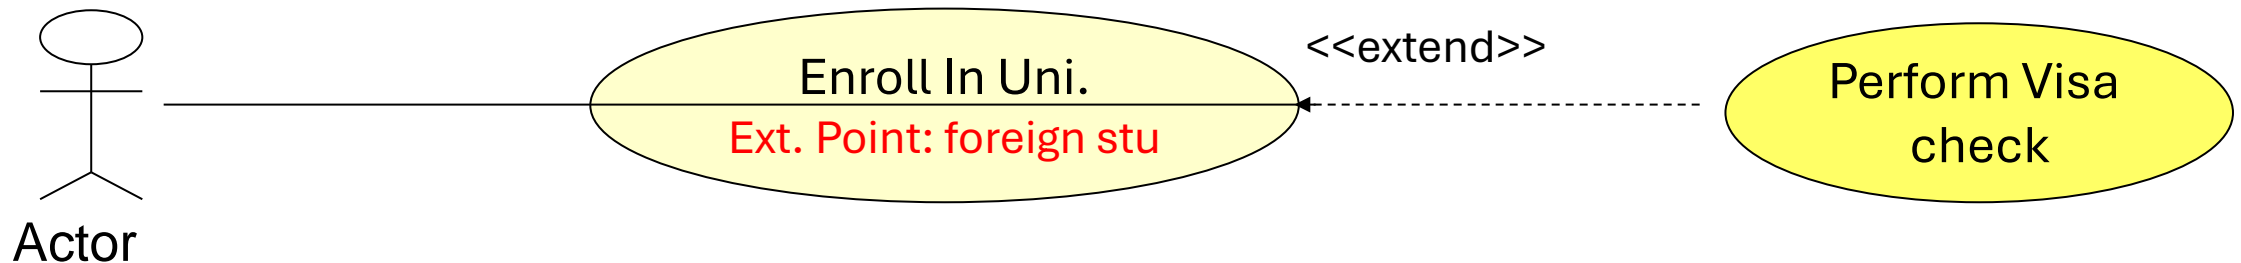 Enroll In Uni.
Ext. Point: foreign stu
<<extend>>
Perform Visa
check
Actor